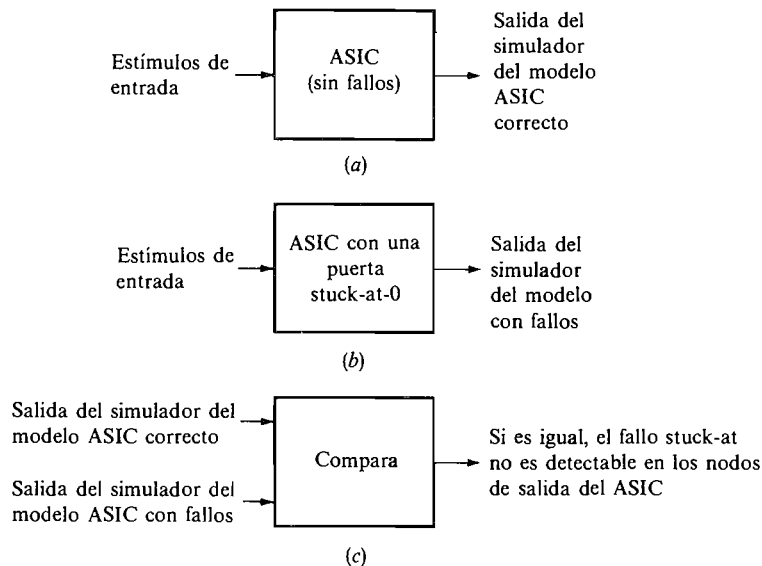 Estímulos de
entrada
ASIC
(sin fallos)
Salida del
simulador
del modelo
ASIC
correcto
(a)
Estímulos de
entrada
ASIC con una
puerta
stuck-at-0
Salida del
simulador
del modelo
con fallos
(b)
Salida del simulador del
modelo ASIC correcto
Salida del simulador del
modelo ASIC con fallos
Compara
Si es igual, el fallo stuck-at
no es detectable en los nodos
de salida del ASIC
(c)